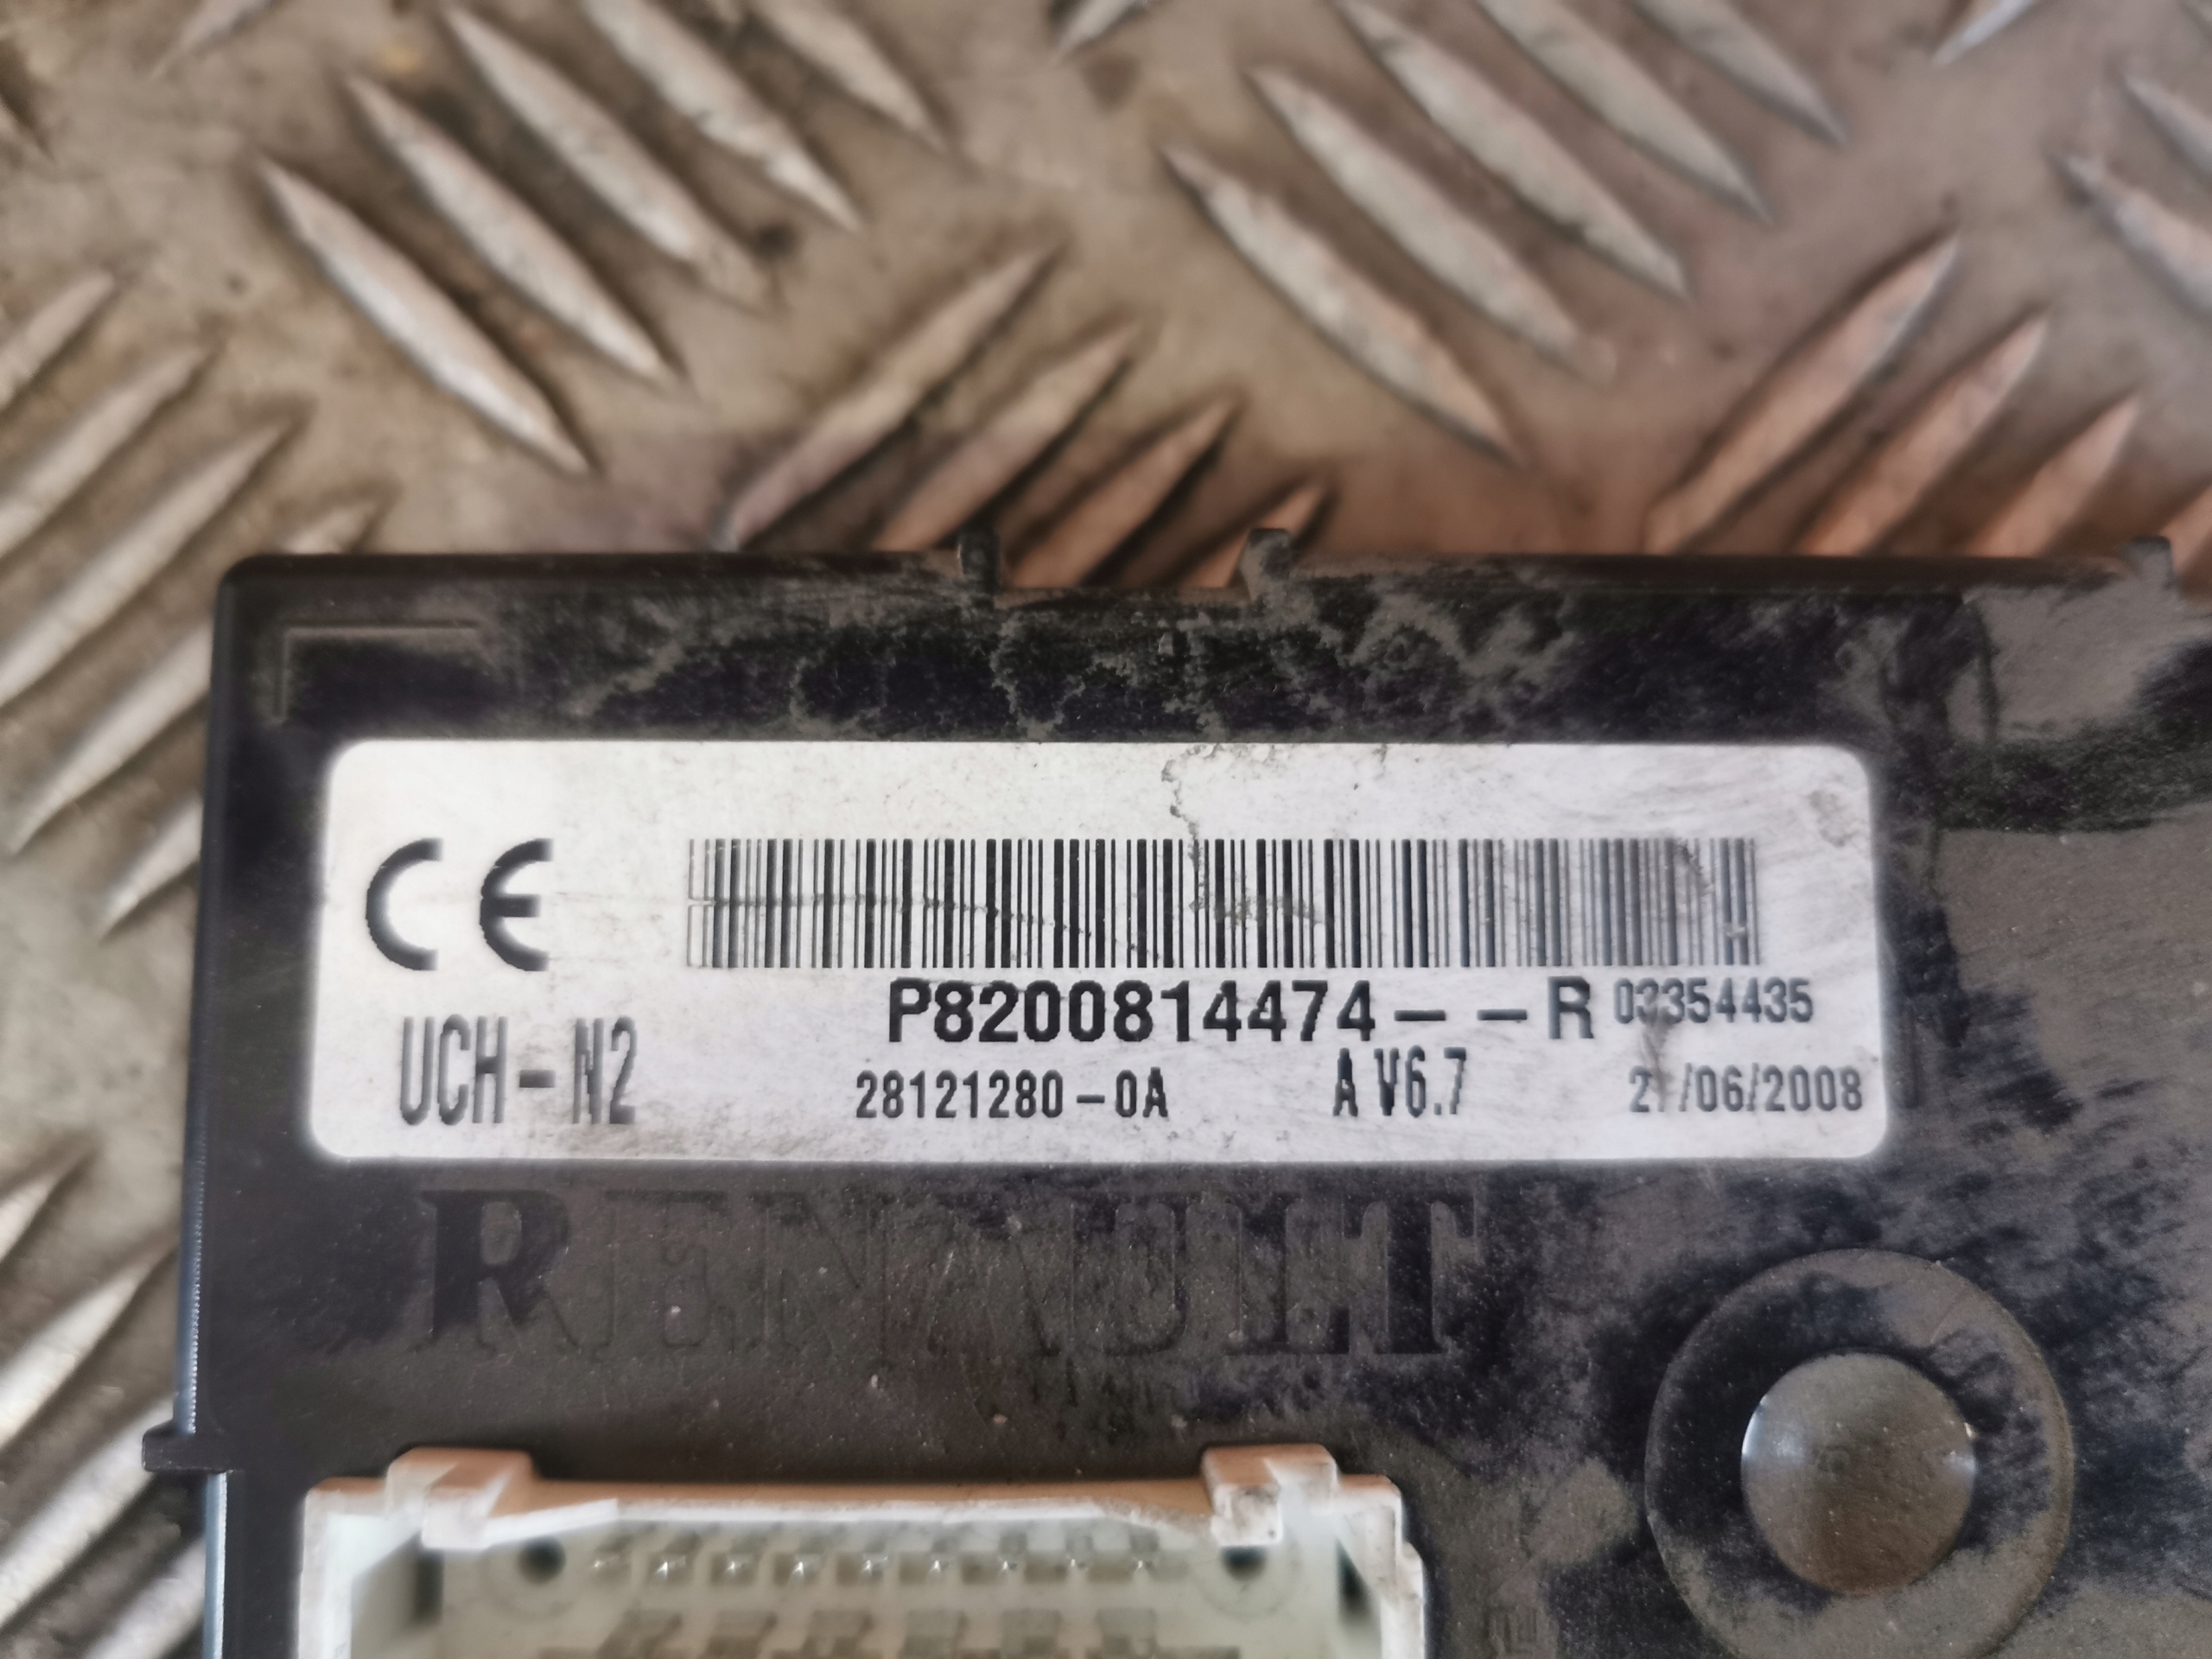 CE
P8200814474--R 03354435
UCH-N2
28121280-0A A V6.7 /06/2008
RENAULT